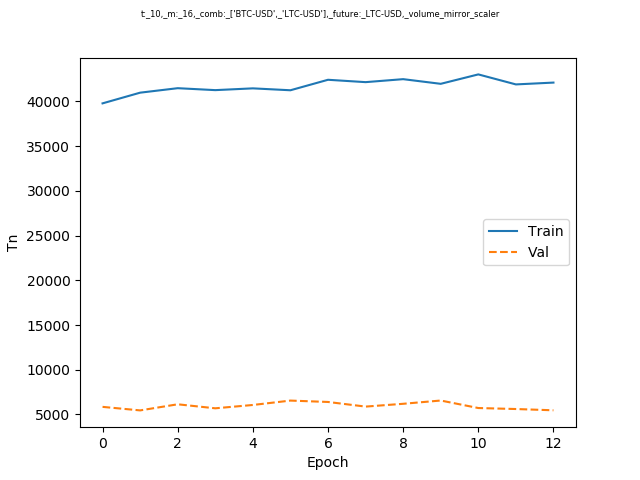 t:_10,_m:_16,_comb:_['BTC-USD',_'LTC-USD'],_future:_LTC-USD,_volume_mirror_scaler
40000
35000
30000
25000
20000
15000
10000
5000
Tn
Train
Val
0 2 4 6 8 10 12
Epoch